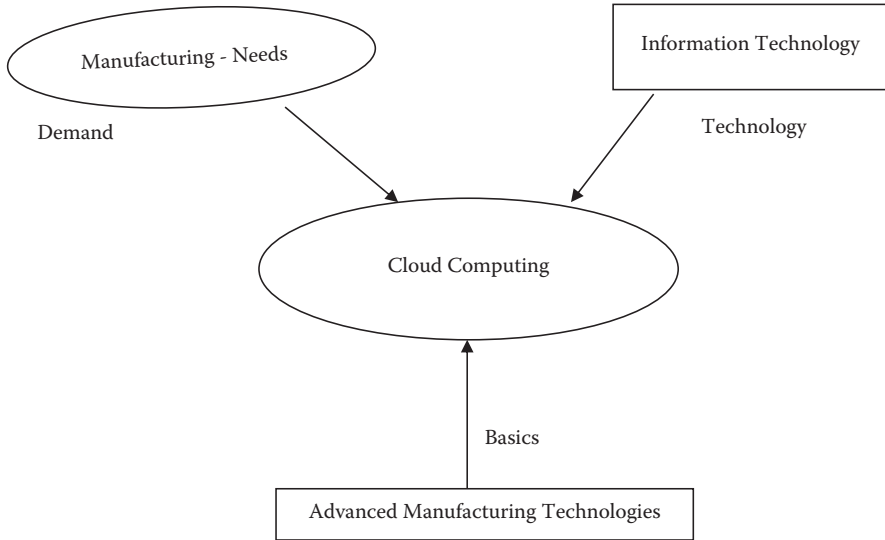 Manufacturing - Needs
Information Technology
Demand
Technology
Cloud Computing
Basics
Advanced Manufacturing Technologies